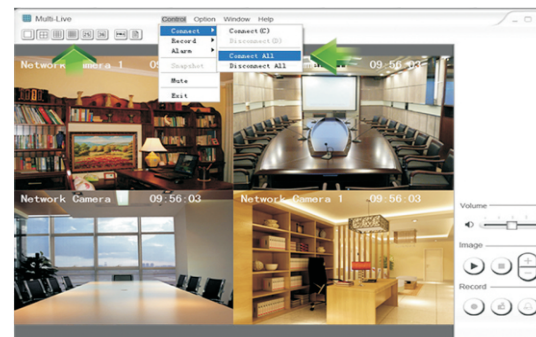 Multi-Live
Control Option Window Help
Connect
Record
Alarm
Snapshot
Mute
Exit
Connect(C)
Disconnect(D)
Connect All
Disconnect All
Network Camera 1 09:56:03
Network Camera 09:56:03
Network Camera 1 09:56:03
Volume
Image
Record